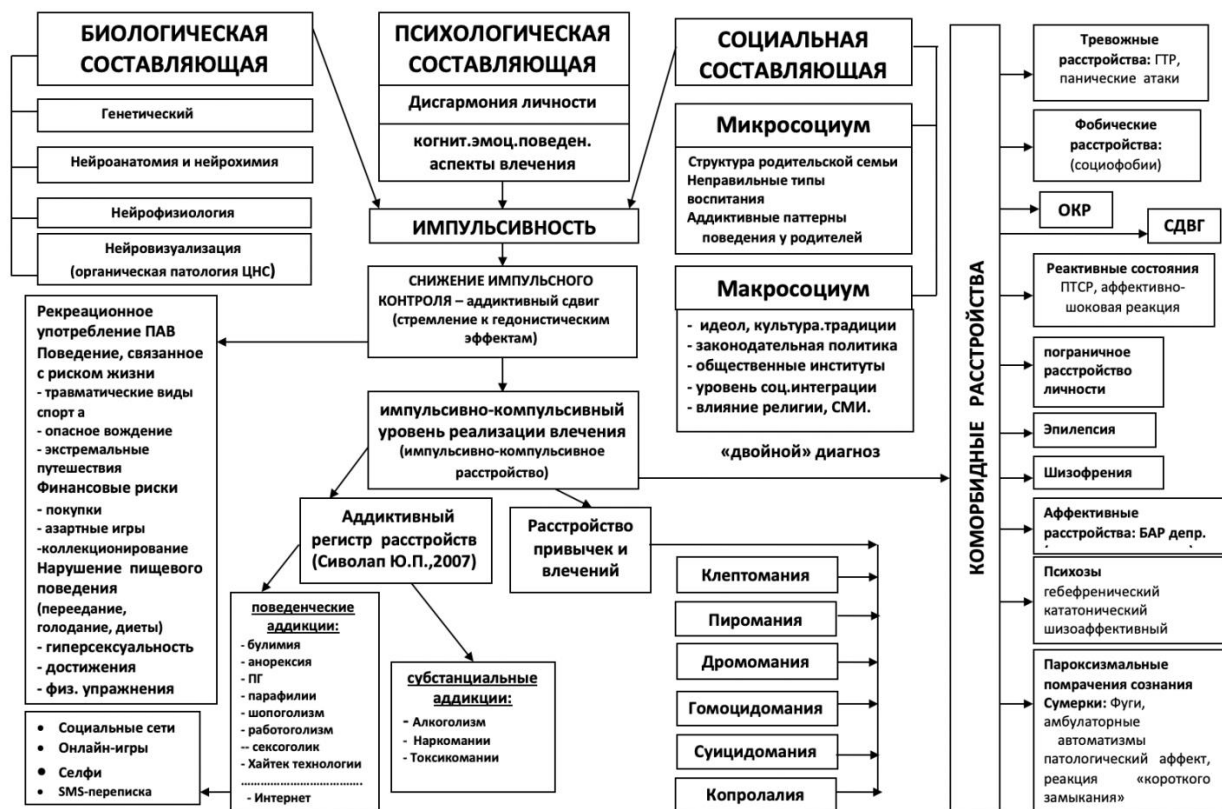 БИОЛОГИЧЕСКАЯ
СОСТАВЛЯЮЩАЯ
Генетический
Нейроанатомия и нейрохимия
Нейрофизиология
Нейровизуализация
(органическая патология ЦНС)
ПСИХОЛОГИЧЕСКАЯ
СОСТАВЛЯЮЩАЯ
Дисгармония личности
когнит.эмоц.поведен.
аспекты влечения
СОЦИАЛЬНАЯ
СОСТАВЛЯЮЩАЯ
Микросоциум
Структура родительской семьи
Неправильные типы
воспитания
Аддиктивные паттерны
поведения у родителей
Макросоциум
- идеол, культура.традиции
- законодательная политика
- общественные институты
- уровень соц.интеграции
- влияние религии, СМИ.
ИМПУЛЬСИВНОСТЬ
СНИЖЕНИЕ ИМПУЛЬСНОГО
КОНТРОЛЯ – аддиктивный сдвиг
(стремление к гедонистическим
эффектам)
импульсивно-компульсивный
уровень реализации влечения
(импульсивно-компульсивное
расстройство)
«двойной» диагноз
Рекреационное
употребление ПАВ
Поведение, связанное
с риском жизни
- травматические виды
спорт а
- опасное вождение
- экстремальные
путешествия
Финансовые риски
- покупки
- азартные игры
-коллекционирование
Нарушение пищевого
поведения
(переедание,
голодание, диеты)
- гиперсексуальность
- достижения
- физ. упражнения
• Социальные сети
• Онлайн-игры
• Селфи
• SMS-переписка
Аддиктивный
регистр расстройств
(Сиволап Ю.П.,2007)
поведенческие
аддикции:
- булимия
- анорексия
- ПГ
- парафилии
- шопоголизм
- работоголизм
-- сексоголик
- Хайтек технологии
.......................................
- Интернет
субстанциальные
аддикции:
- Алкоголизм
- Наркомании
- Токсикомании
Расстройство
привычек и
влечений
Клептомания
Пиромания
Дромомания
Гомоцидомания
Суицидомания
Копролалия
КОМОРБИДНЫЕ РАССТРОЙСТВА
Тревожные
расстройства: ГТР,
панические атаки
Фобические
расстройства:
(социофобии)
ОКР
СДВГ
Реактивные состояния
ПТСР, аффективно-
шоковая реакция
пограничное
расстройство
личности
Эпилепсия
Шизофрения
Аффективные
расстройства: БАР депр.
Психозы
гебефренический
кататонический
шизоаффективный
Пароксизмальные
помрачения сознания
Сумерки: Фуги,
амбулаторные
автоматизмы
патологический аффект,
реакция «короткого
замыкания»